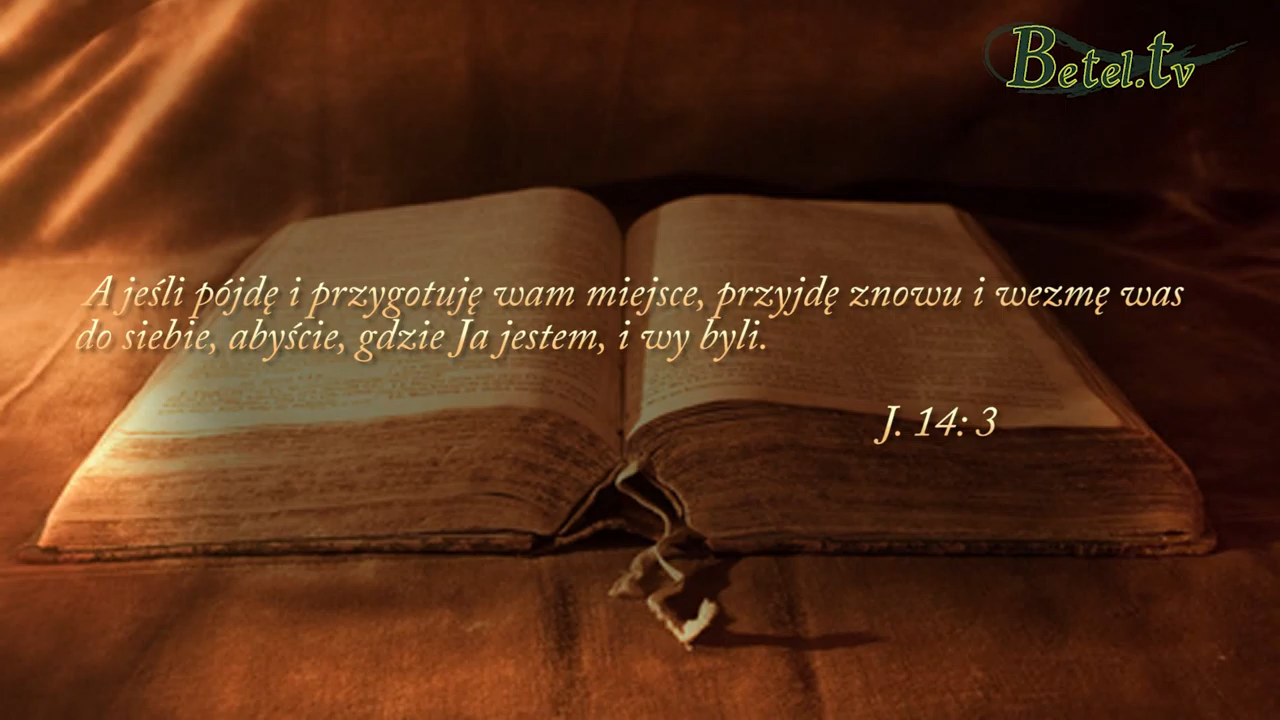 Betel.tv
A jeśli pójdę i przygotuję wam miejsce, przyjdę znowu i wezmę was
do siebie, abyście, gdzie Ja jestem, i wy byli.
J. 14: 3